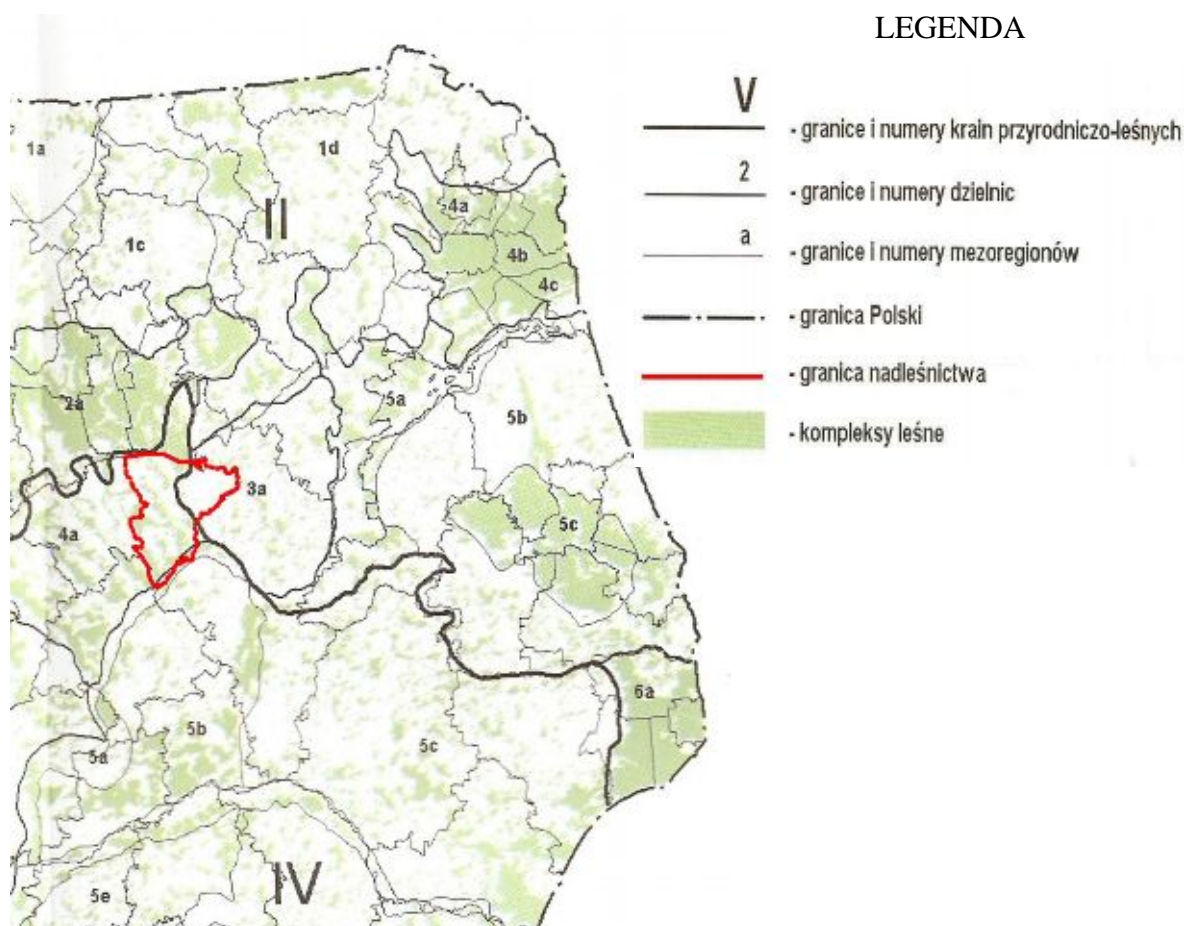 LEGENDA
V
- granice i numery krain przyrodniczo-leśnych
2
- granice i numery dzielnic
a
- granice i numery mezoregionów
- granica Polski
- granica nadleśnictwa
- kompleksy leśne
1a
1d
II
1c
4a
4b
4c
2a
5a
5b
3a
4a
5c
6a
5b
5a
5c
IV
5e